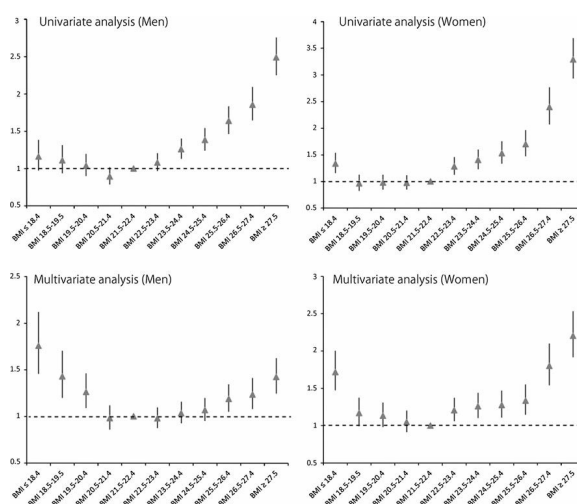 Univariate analysis (Men)
3
2.5
2
1.5
1
0.5
BMI ≤ 18.4
BMI 18.5-19.5
BMI 19.5-20.4
BMI 20.5-21.4
BMI 21.5-22.4
BMI 22.5-23.4
BMI 23.5-24.4
BMI 24.5-25.4
BMI 25.5-26.4
BMI 26.5-27.4
BMI ≥ 27.5
Univariate analysis (Women)
4
3.5
3
2.5
2
1.5
1
0.5
BMI ≤ 18.4
BMI 18.5-19.5
BMI 19.5-20.4
BMI 20.5-21.4
BMI 21.5-22.4
BMI 22.5-23.4
BMI 23.5-24.4
BMI 24.5-25.4
BMI 25.5-26.4
BMI 26.5-27.4
BMI ≥ 27.5
Multivariate analysis (Men)
2.5
2
1.5
1
0.5
BMI ≤ 18.4
BMI 18.5-19.5
BMI 19.5-20.4
BMI 20.5-21.4
BMI 21.5-22.4
BMI 22.5-23.4
BMI 23.5-24.4
BMI 24.5-25.4
BMI 25.5-26.4
BMI 26.5-27.4
BMI ≥ 27.5
Multivariate analysis (Women)
3
2.5
2
1.5
1
0.5
BMI ≤ 18.4
BMI 18.5-19.5
BMI 19.5-20.4
BMI 20.5-21.4
BMI 21.5-22.4
BMI 22.5-23.4
BMI 23.5-24.4
BMI 24.5-25.4
BMI 25.5-26.4
BMI 26.5-27.4
BMI ≥ 27.5